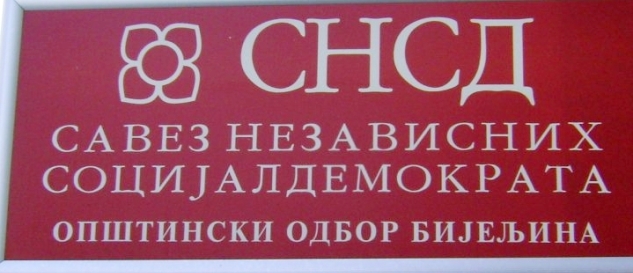 СНСД
САВЕЗ НЕЗАВИСНИХ
СОЦИЈАЛДЕМОКРАТА
ОПШТИНСКИ ОДБОР БИЈЕЉИНА